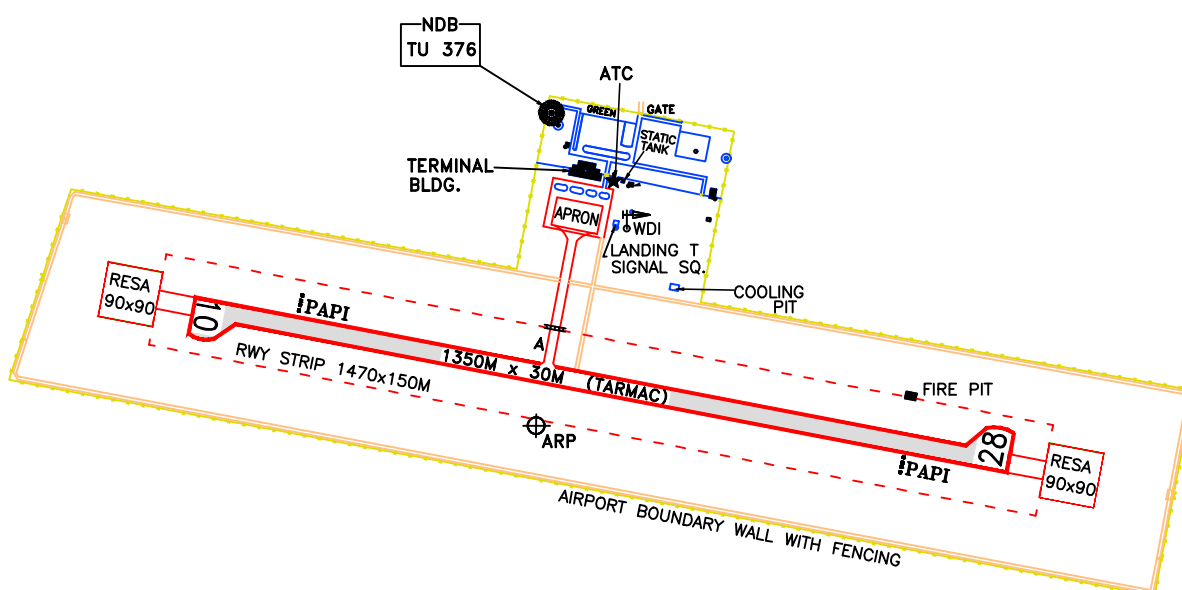 NDB
TU 376
ATC
GREEN GATE
STATIC
TANK
TERMINAL
BLDG.
APRON
WDI
LANDING T
SIGNAL SQ.
COOLING
PIT
RESA
90x90
10
PAPI
A
RWY STRIP 1470x150M
1350M x 30M (TARMAC)
FIRE PIT
ARP
28
PAPI
RESA
90x90
AIRPORT BOUNDARY WALL WITH FENCING